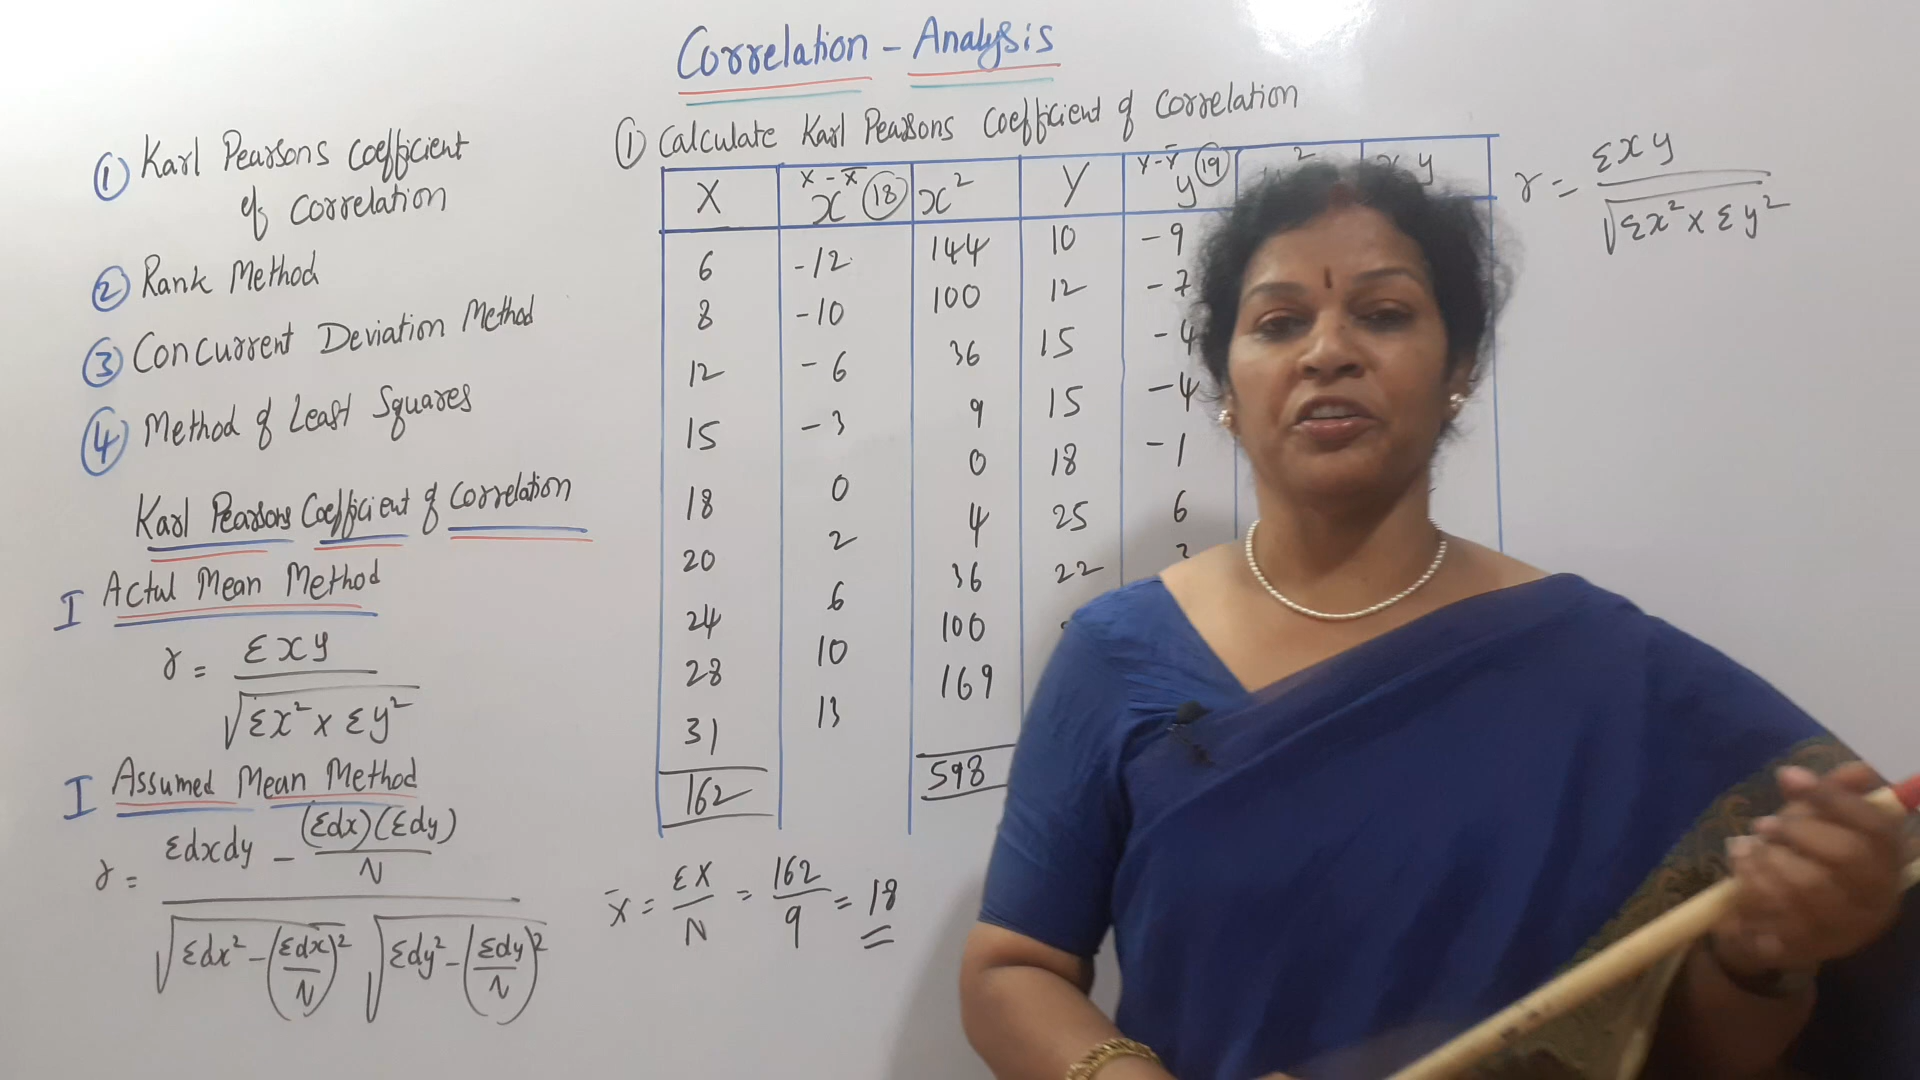 Correlation - Analysis
① Karl Pearsons Coefficient
of Correlation
② Rank Method
③ Concurrent Deviation Method
④ Method of Least Squares
Karl Pearsons Coefficient of Correlation
I Actul Mean Method
r = Σxy / √Σx² × Σy²
I Assumed Mean Method
r = Σdxdy - (Σdx)(Σdy)/N / √Σdx² - (Σdx/N)² √Σdy² - (Σdy/N)²
① Calculate Karl Pearsons Coefficient of Correlation
X | X - X̄ x ⑱ | x² | Y | Y - Ȳ y ⑲ | ² | x y
6 | -12 | 144 | 10 | -9
8 | -10 | 100 | 12 | -7
12 | -6 | 36 | 15 | -4
15 | -3 | 9 | 15 | -4
18 | 0 | 0 | 18 | -1
20 | 2 | 4 | 25 | 6
24 | 6 | 36 | 22
28 | 10 | 100
31 | 13 | 169
162 | 598
X̄ = ΣX/N = 162/9 = 18
r = Σxy / √Σx² × Σy²